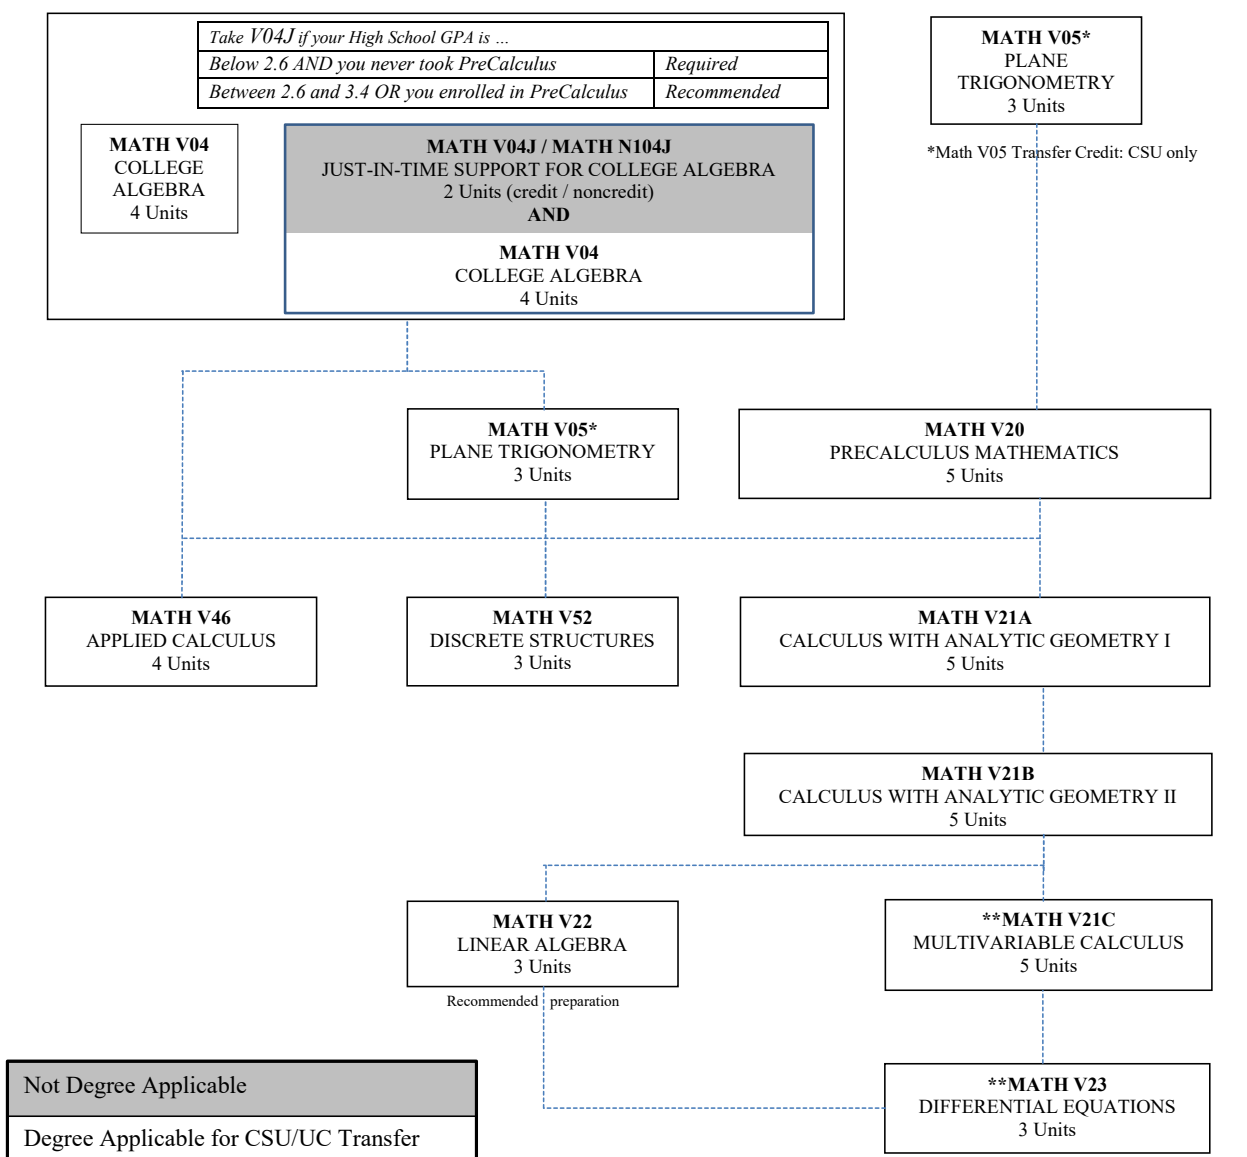 Take V04J if your High School GPA is …
Below 2.6 AND you never took PreCalculus Required
Between 2.6 and 3.4 OR you enrolled in PreCalculus Recommended
MATH V04
COLLEGE
ALGEBRA
4 Units
MATH V04J / MATH N104J
JUST-IN-TIME SUPPORT FOR COLLEGE ALGEBRA
2 Units (credit / noncredit)
AND
MATH V04
COLLEGE ALGEBRA
4 Units
MATH V05*
PLANE
TRIGONOMETRY
3 Units
*Math V05 Transfer Credit: CSU only
MATH V05*
PLANE TRIGONOMETRY
3 Units
MATH V20
PRECALCULUS MATHEMATICS
5 Units
MATH V46
APPLIED CALCULUS
4 Units
MATH V52
DISCRETE STRUCTURES
3 Units
MATH V21A
CALCULUS WITH ANALYTIC GEOMETRY I
5 Units
MATH V21B
CALCULUS WITH ANALYTIC GEOMETRY II
5 Units
MATH V22
LINEAR ALGEBRA
3 Units
Recommended preparation
**MATH V21C
MULTIVARIABLE CALCULUS
5 Units
**MATH V23
DIFFERENTIAL EQUATIONS
3 Units
Not Degree Applicable
Degree Applicable for CSU/UC Transfer